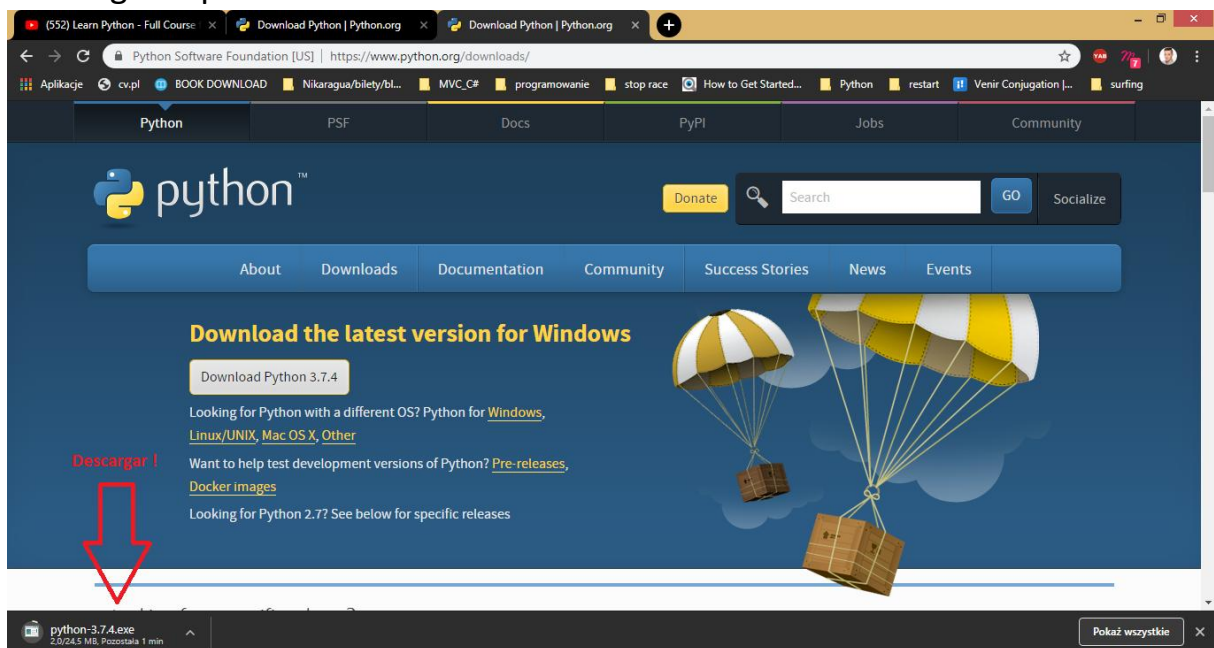 (552) Learn Python - Full Course
Download Python | Python.org
Download Python | Python.org
Python Software Foundation [US] | https://www.python.org/downloads/
Aplikacje cv.pl BOOK DOWNLOAD Nikaragua/bilety/bl... MVC_C# programowanie stop race How to Get Started... Python restart Venir Conjugation |... surfing
Python PSF Docs PyPI Jobs Community
python™
Donate Search GO Socialize
About Downloads Documentation Community Success Stories News Events
Download the latest version for Windows
Download Python 3.7.4
Looking for Python with a different OS? Python for Windows,
Linux/UNIX, Mac OS X, Other
Want to help test development versions of Python? Pre-releases,
Docker images
Looking for Python 2.7? See below for specific releases
Descargar !
python-3.7.4.exe
2,0/24,5 MB, Pozostała 1 min
Pokaż wszystkie